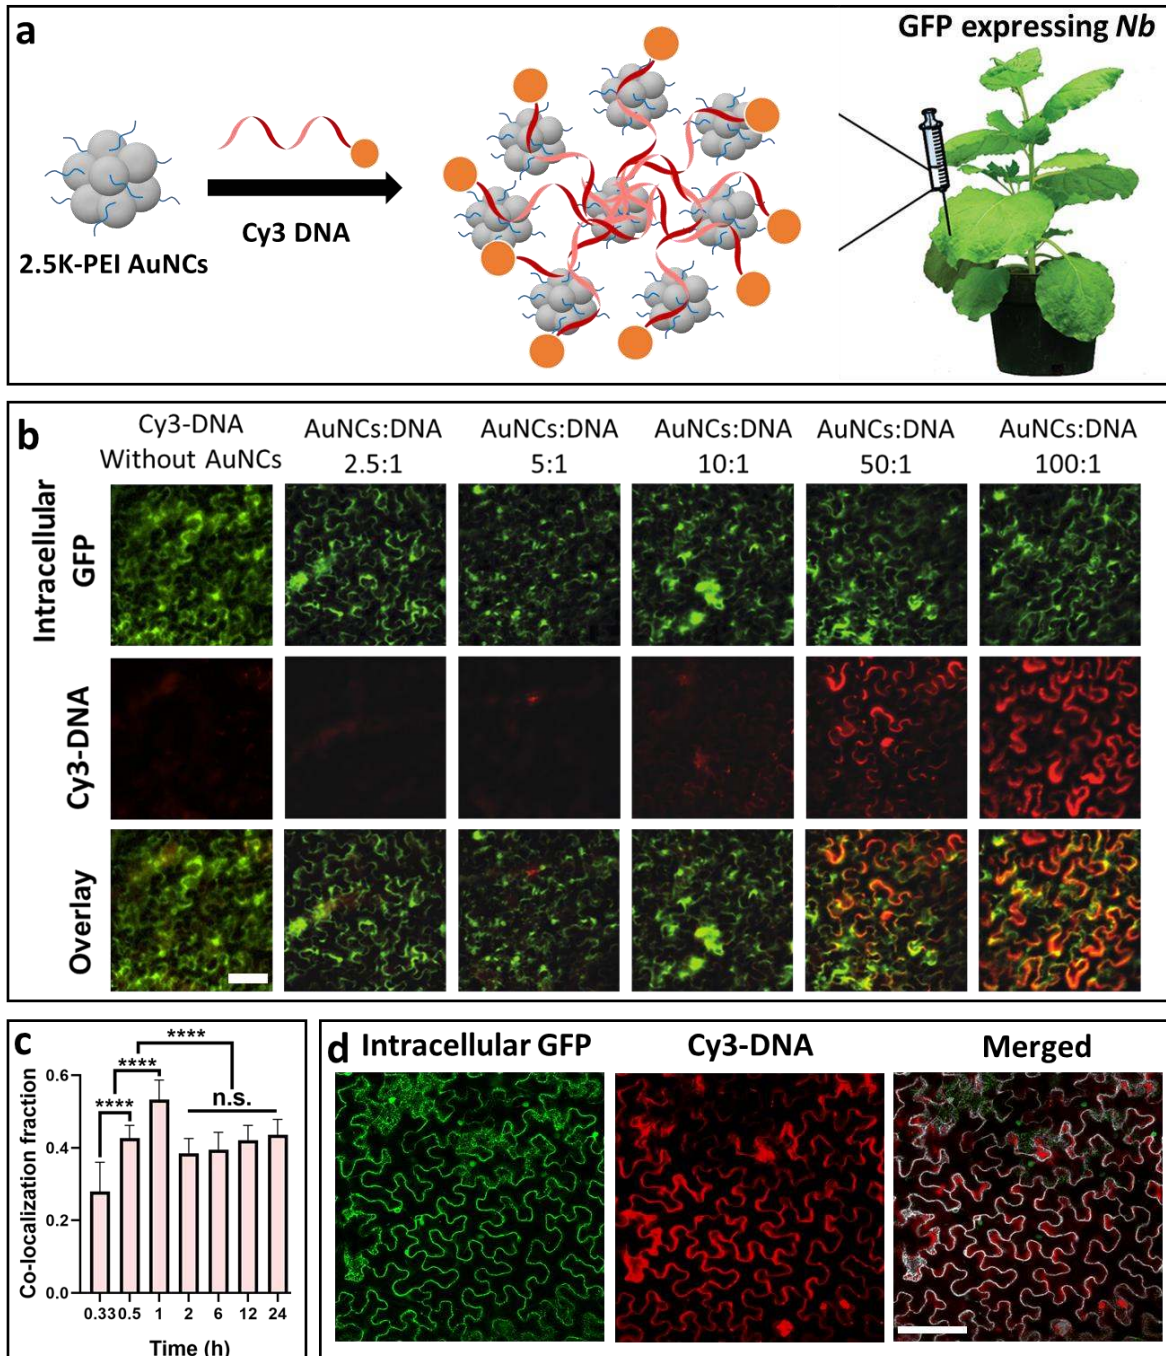 a
GFP expressing Nb
Cy3 DNA
2.5K-PEI AuNCs
b
Cy3-DNA
Without AuNCs
AuNCs:DNA
2.5:1
AuNCs:DNA
5:1
AuNCs:DNA
10:1
AuNCs:DNA
50:1
AuNCs:DNA
100:1
Intracellular
GFP
Cy3-DNA
Overlay
c
Co-localization fraction
0.6
0.4
0.2
0.0
****
****
****
n.s.
0.33 0.5 1 2 6 12 24
Time (h)
d
Intracellular GFP
Cy3-DNA
Merged